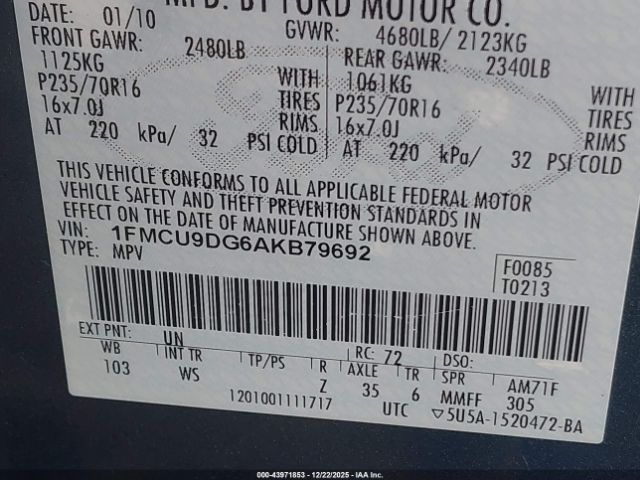 MFD. BY FORD MOTOR CO.
DATE: 01/10 GVWR: 4680LB/ 2123KG
FRONT GAWR: 2480LB REAR GAWR: 2340LB
1125KG WITH 1061KG WITH
P235/70R16 TIRES P235/70R16 TIRES
16x7.0J RIMS 16x7.0J RIMS
AT 220 kPa/ 32 PSI COLD AT 220 kPa/ 32 PSI COLD
THIS VEHICLE CONFORMS TO ALL APPLICABLE FEDERAL MOTOR
VEHICLE SAFETY AND THEFT PREVENTION STANDARDS IN
EFFECT ON THE DATE OF MANUFACTURE SHOWN ABOVE.
VIN: 1FMCU9DG6AKB79692
TYPE: MPV
F0085
T0213
EXT PNT: UN RC: 72 DSO:
WB INT TR TP/PS R AXLE TR SPR AM71F
103 WS Z 35 6 MMFF 305
1201001111717 UTC ▽5U5A-1520472-BA
000-43971853 - 12/22/2025 - IAA Inc.